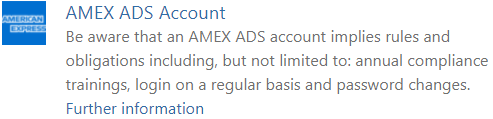 AMERICAN
EXPRESS
AMEX ADS Account
Be aware that an AMEX ADS account implies rules and
obligations including, but not limited to: annual compliance
trainings, login on a regular basis and password changes.
Further information